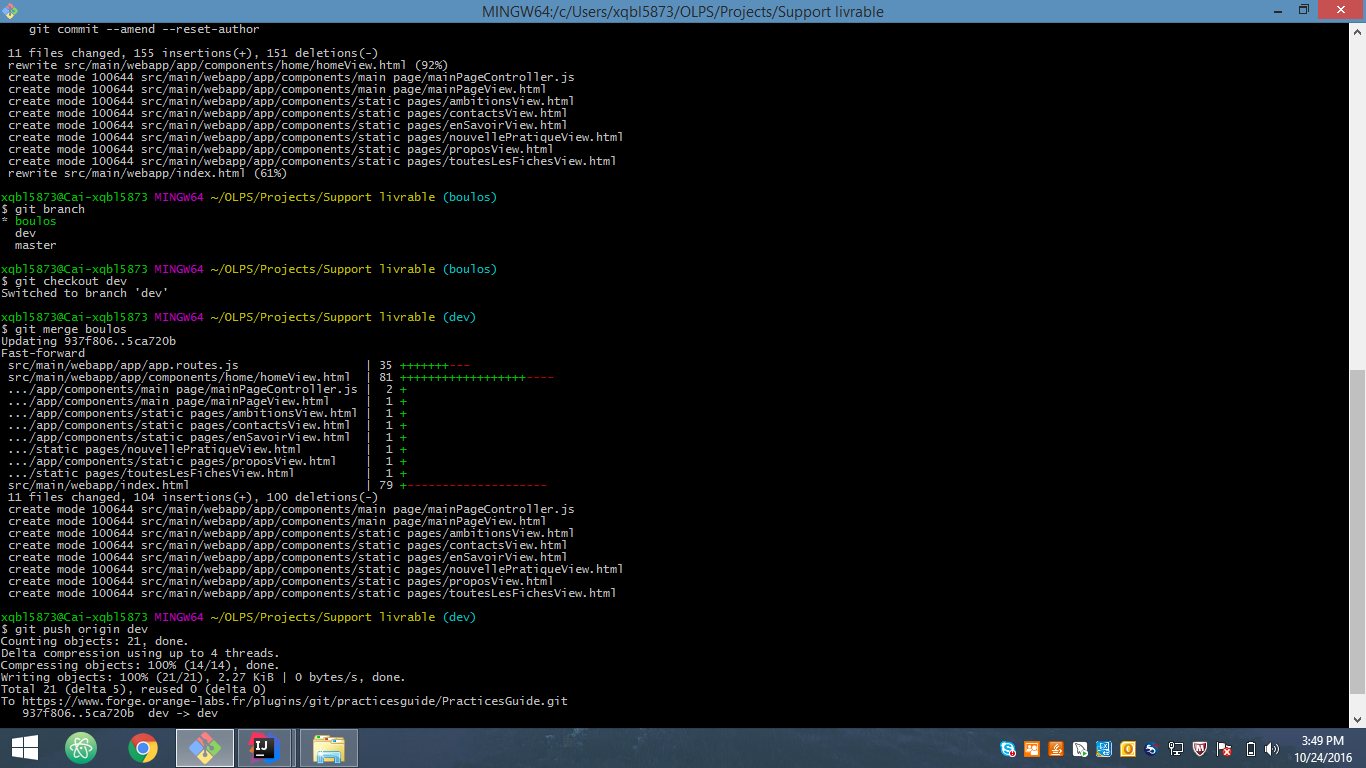 MINGW64:/c/Users/xqbl5873/OLPS/Projects/Support livrable
    git commit --amend --reset-author
 11 files changed, 155 insertions(+), 151 deletions(-)
 rewrite src/main/webapp/app/components/home/homeView.html (92%)
 create mode 100644 src/main/webapp/app/components/main page/mainPageController.js
 create mode 100644 src/main/webapp/app/components/main page/mainPageView.html
 create mode 100644 src/main/webapp/app/components/static pages/ambitionsView.html
 create mode 100644 src/main/webapp/app/components/static pages/contactsView.html
 create mode 100644 src/main/webapp/app/components/static pages/enSavoirView.html
 create mode 100644 src/main/webapp/app/components/static pages/nouvellePratiqueView.html
 create mode 100644 src/main/webapp/app/components/static pages/proposView.html
 create mode 100644 src/main/webapp/app/components/static pages/toutesLesFichesView.html
 rewrite src/main/webapp/index.html (61%)
xqbl5873@Cai-xqbl5873 MINGW64 ~/OLPS/Projects/Support livrable (boulos)
$ git branch
* boulos
  dev
  master
xqbl5873@Cai-xqbl5873 MINGW64 ~/OLPS/Projects/Support livrable (boulos)
$ git checkout dev
Switched to branch 'dev'
xqbl5873@Cai-xqbl5873 MINGW64 ~/OLPS/Projects/Support livrable (dev)
$ git merge boulos
Updating 937f806..5ca720b
Fast-forward
 src/main/webapp/app/app.routes.js                  | 35 +++++++---
 src/main/webapp/app/components/home/homeView.html  | 81 ++++++++++++++++++----
 .../app/components/main page/mainPageController.js |  2 +
 .../app/components/main page/mainPageView.html     |  1 +
 .../app/components/static pages/ambitionsView.html |  1 +
 .../app/components/static pages/contactsView.html  |  1 +
 .../app/components/static pages/enSavoirView.html  |  1 +
 .../static pages/nouvellePratiqueView.html         |  1 +
 .../app/components/static pages/proposView.html    |  1 +
 .../static pages/toutesLesFichesView.html          |  1 +
 src/main/webapp/index.html                         | 79 +--------------------
 11 files changed, 104 insertions(+), 100 deletions(-)
 create mode 100644 src/main/webapp/app/components/main page/mainPageController.js
 create mode 100644 src/main/webapp/app/components/main page/mainPageView.html
 create mode 100644 src/main/webapp/app/components/static pages/ambitionsView.html
 create mode 100644 src/main/webapp/app/components/static pages/contactsView.html
 create mode 100644 src/main/webapp/app/components/static pages/enSavoirView.html
 create mode 100644 src/main/webapp/app/components/static pages/nouvellePratiqueView.html
 create mode 100644 src/main/webapp/app/components/static pages/proposView.html
 create mode 100644 src/main/webapp/app/components/static pages/toutesLesFichesView.html
xqbl5873@Cai-xqbl5873 MINGW64 ~/OLPS/Projects/Support livrable (dev)
$ git push origin dev
Counting objects: 21, done.
Delta compression using up to 4 threads.
Compressing objects: 100% (14/14), done.
Writing objects: 100% (21/21), 2.27 KiB | 0 bytes/s, done.
Total 21 (delta 5), reused 0 (delta 0)
To https://www.forge.orange-labs.fr/plugins/git/practicesguide/PracticesGuide.git
   937f806..5ca720b  dev -> dev
IJ
3:49 PM
10/24/2016